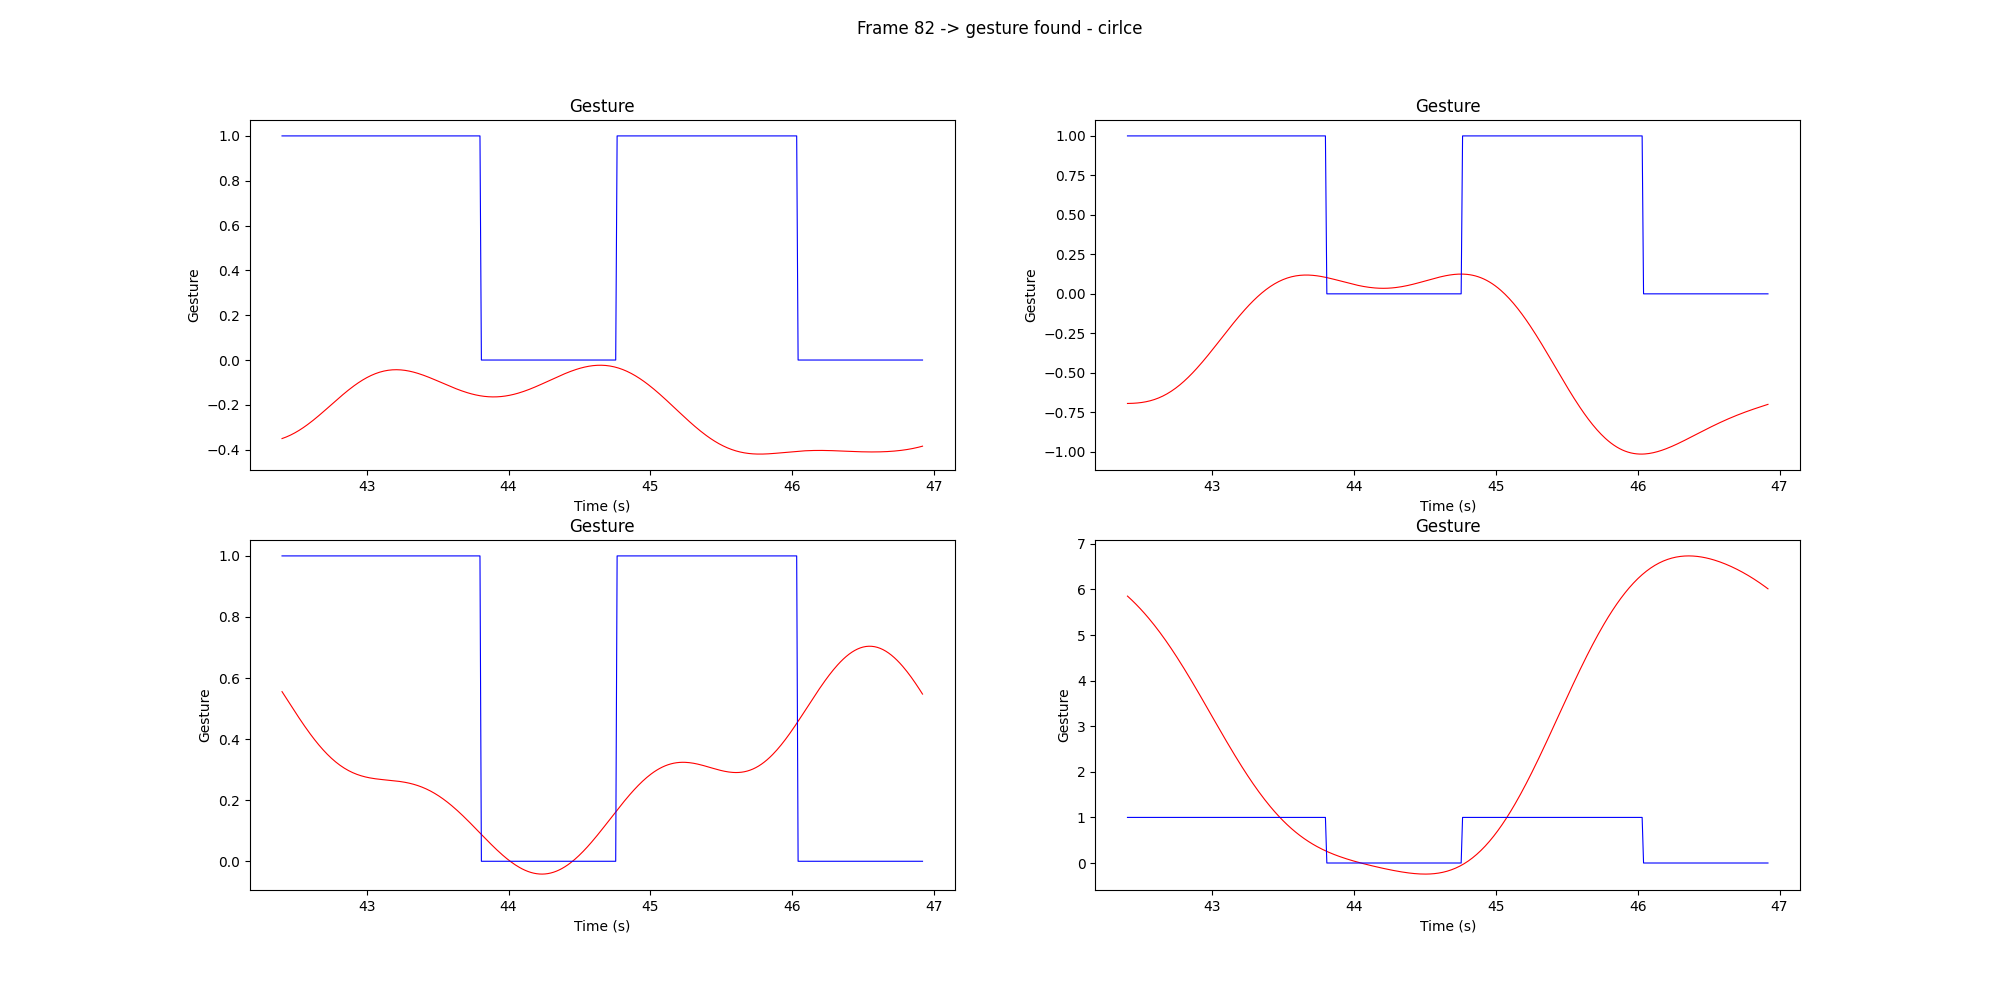 Frame 82 -> gesture found - cirlce
Gesture
1.0
0.8
0.6
0.4
0.2
0.0
−0.2
−0.4
Gesture
43 44 45 46 47
Time (s)
Gesture
1.00
0.75
0.50
0.25
0.00
−0.25
−0.50
−0.75
−1.00
Gesture
43 44 45 46 47
Time (s)
Gesture
1.0
0.8
0.6
0.4
0.2
0.0
Gesture
43 44 45 46 47
Time (s)
Gesture
7
6
5
4
3
2
1
0
Gesture
43 44 45 46 47
Time (s)